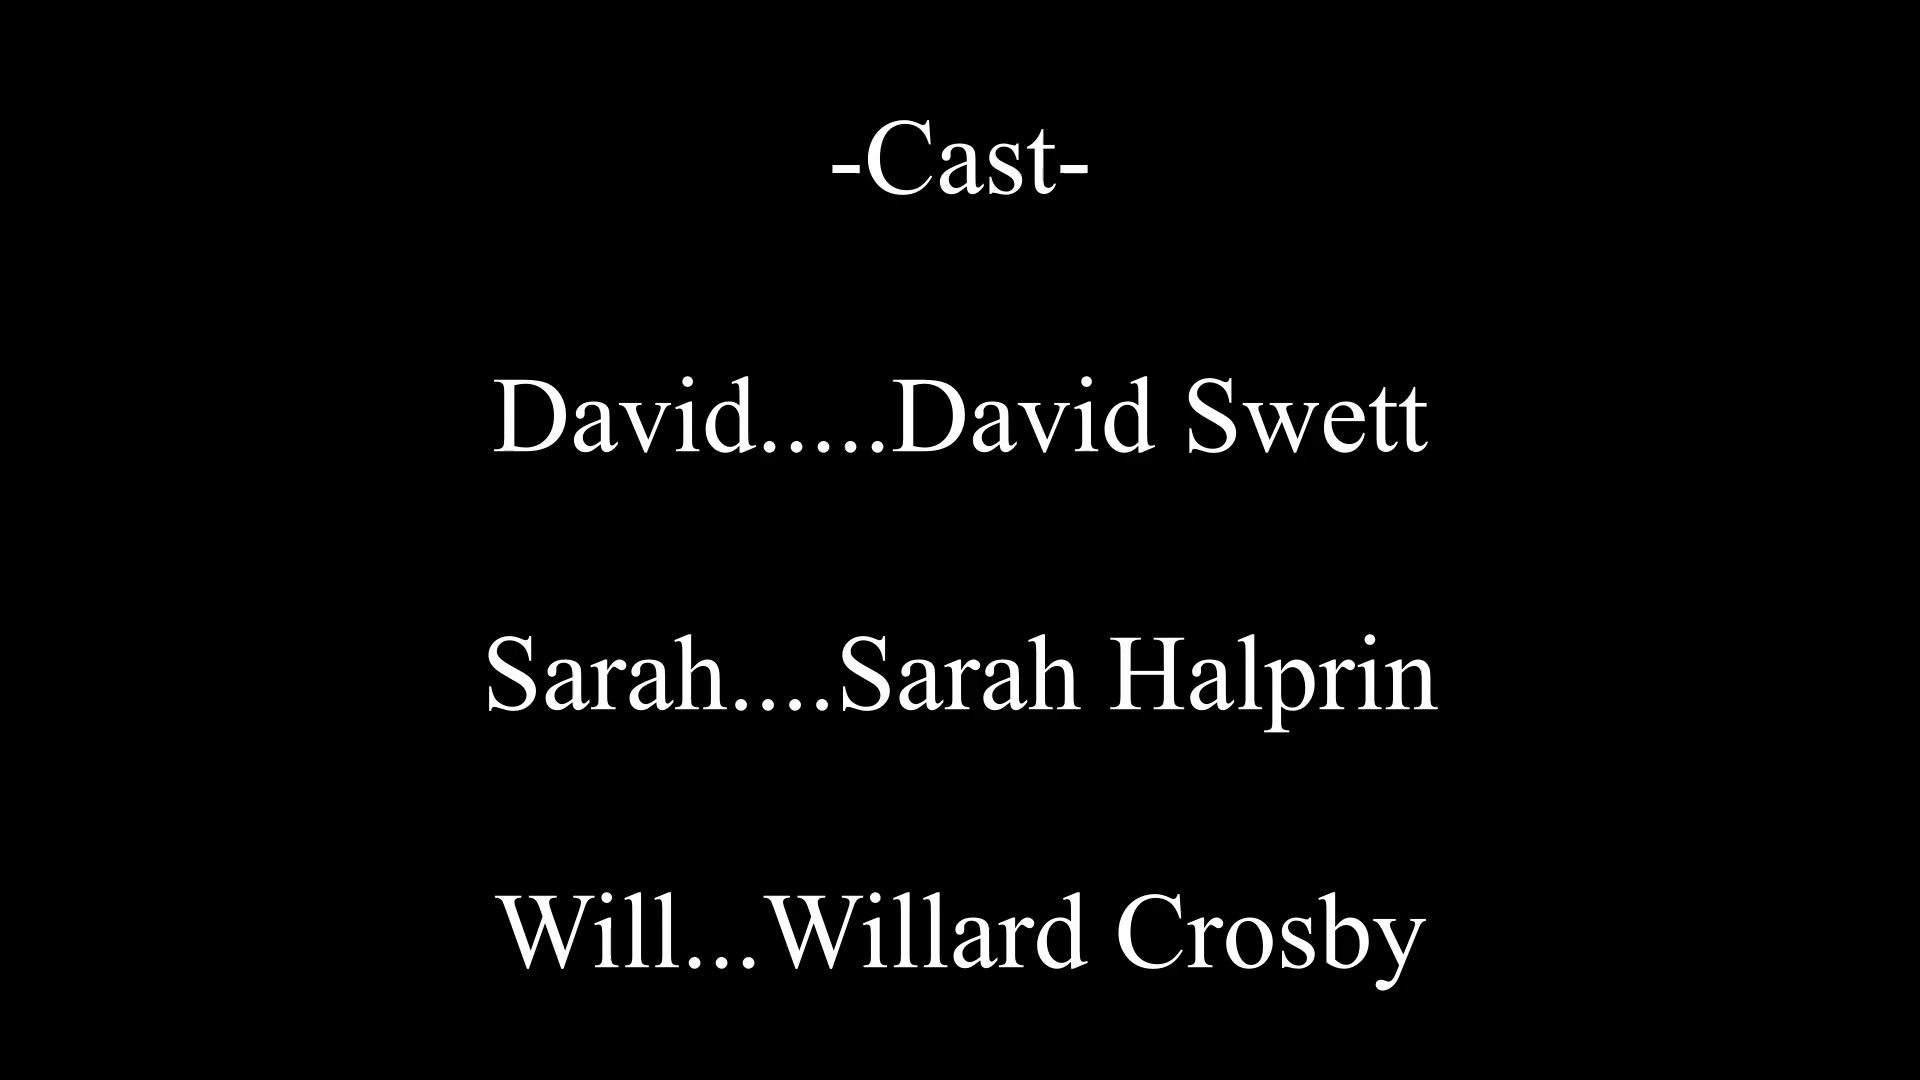 -Cast-
David.....David Swett
Sarah....Sarah Halprin
Will...Willard Crosby